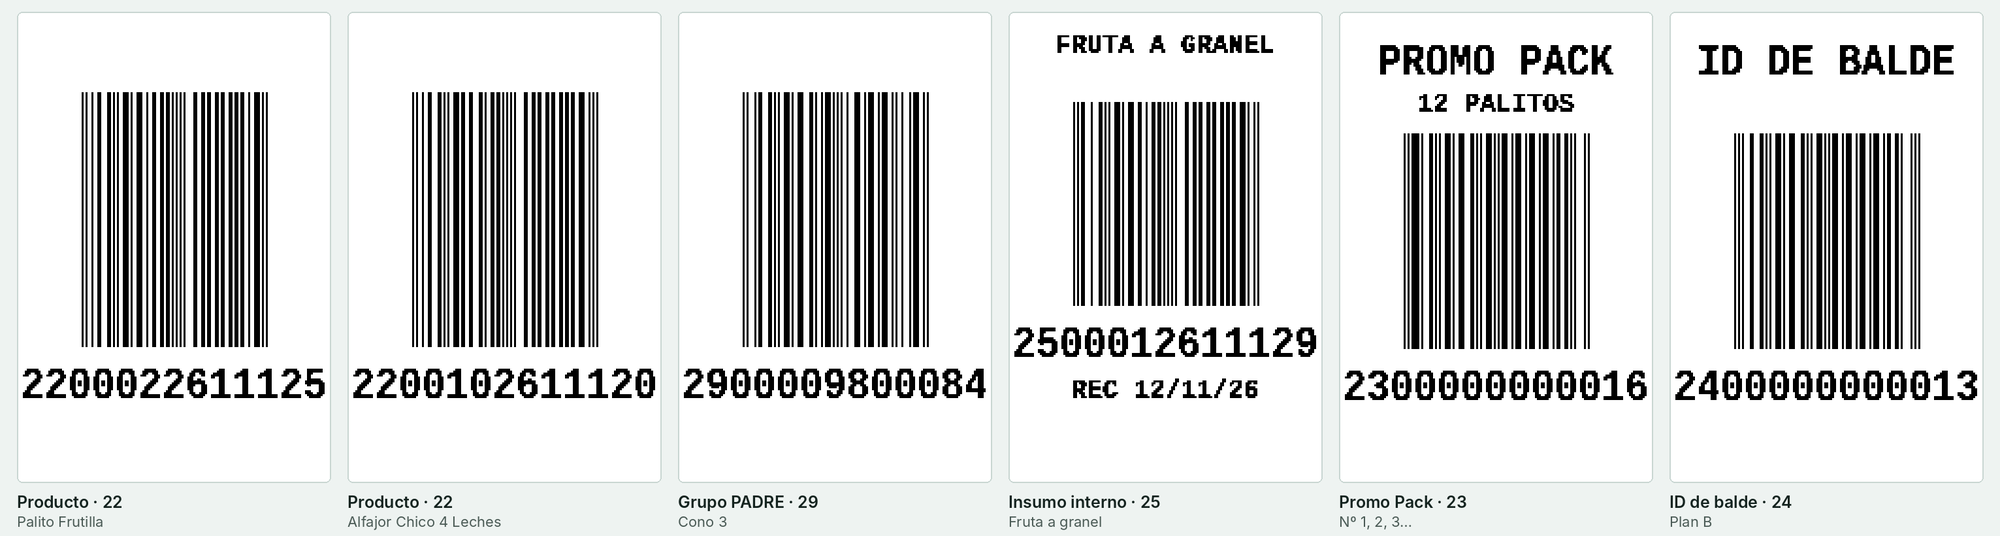 2200022611125
Producto · 22
Palito Frutilla
2200102611120
Producto · 22
Alfajor Chico 4 Leches
2900009800084
Grupo PADRE · 29
Cono 3
FRUTA A GRANEL
2500012611129
REC 12/11/26
Insumo interno · 25
Fruta a granel
PROMO PACK
12 PALITOS
2300000000016
Promo Pack · 23
Nº 1, 2, 3...
ID DE BALDE
2400000000013
ID de balde · 24
Plan B